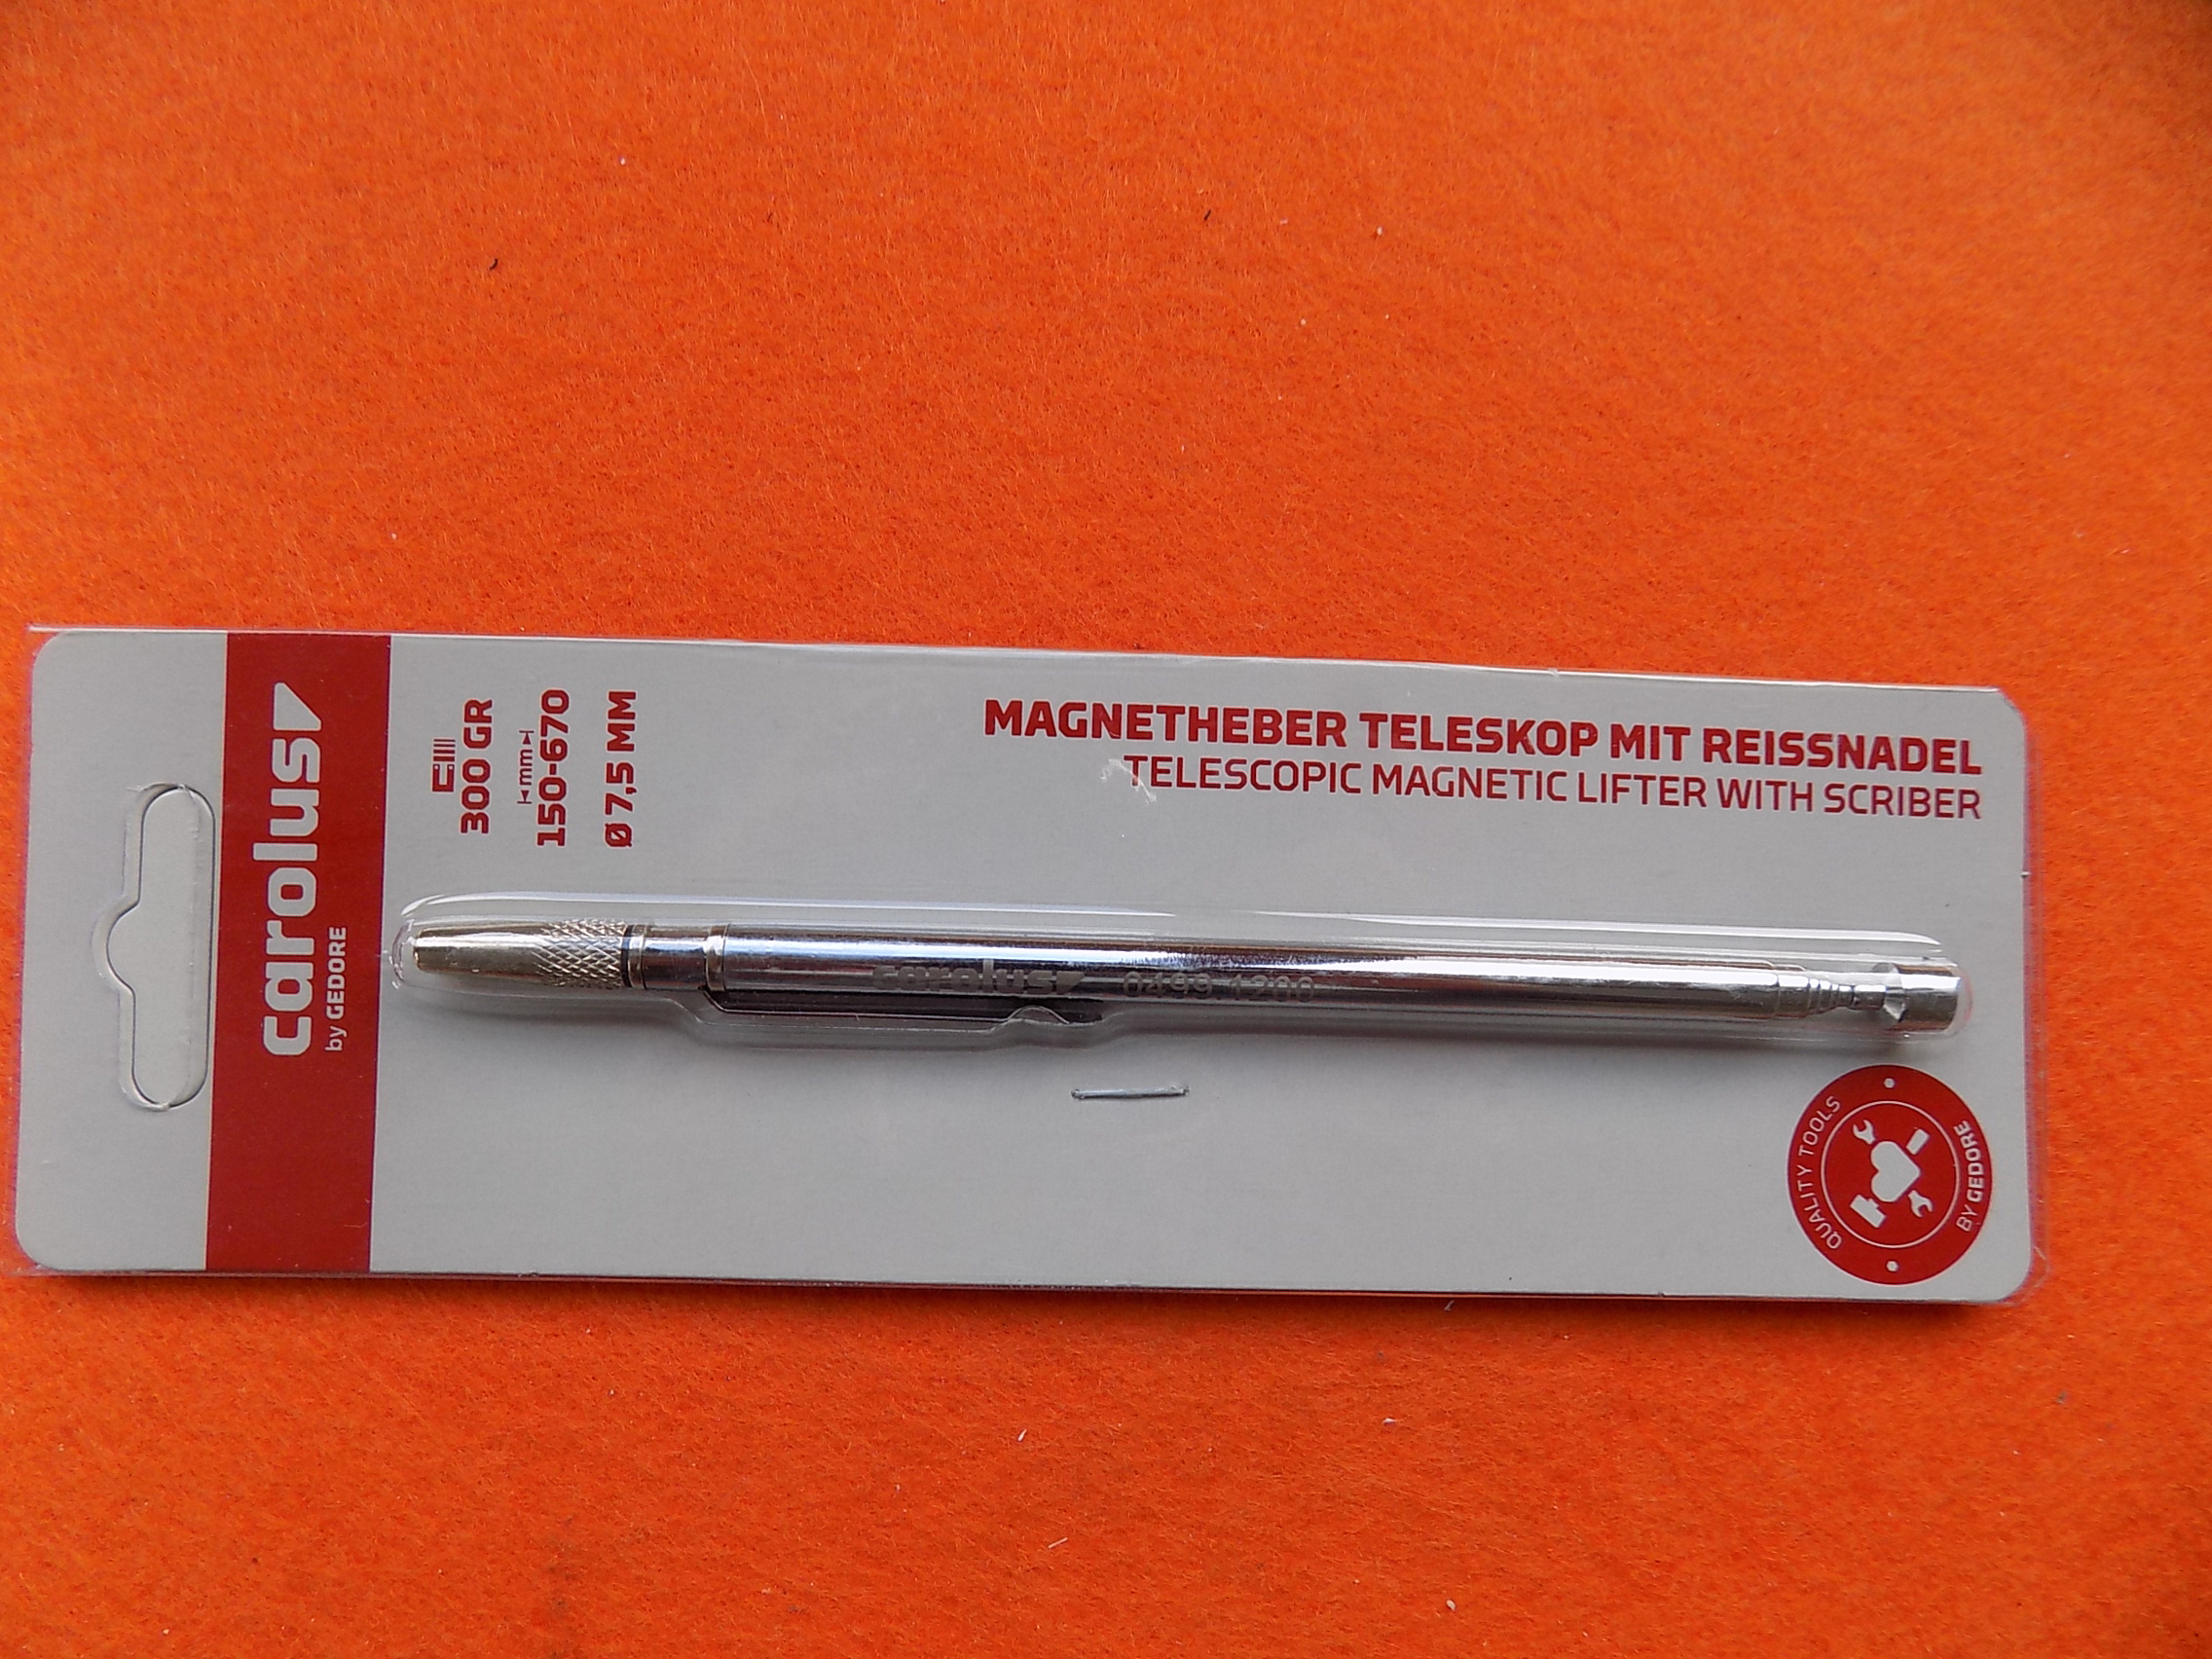 carolus
by GEDORE
300 GR
mm
150-670
Ø 7,5 MM
MAGNETHEBER TELESKOP MIT REISSNADEL
TELESCOPIC MAGNETIC LIFTER WITH SCRIBER
carolus 0499.1200
QUALITY TOOLS
BY GEDORE